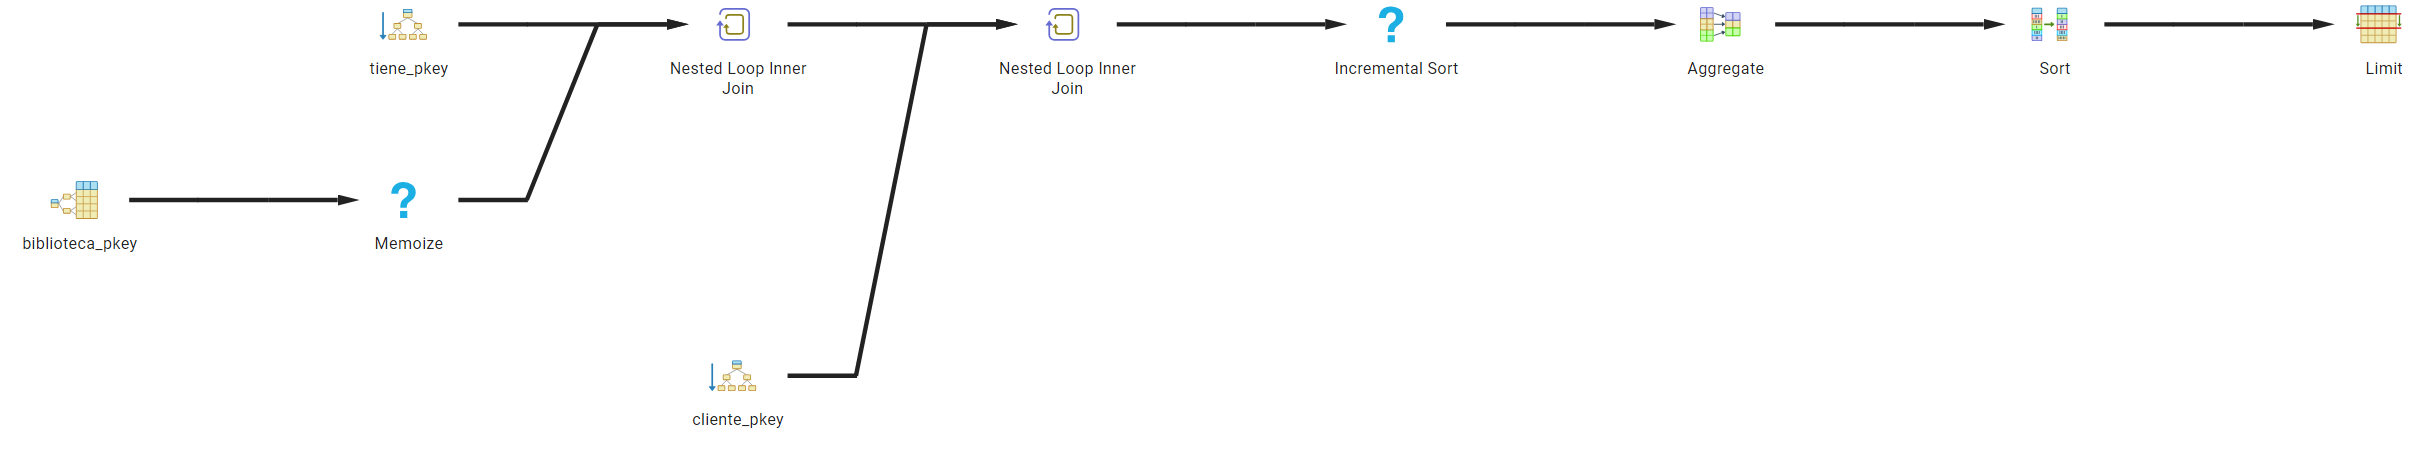 tiene_pkey
Nested Loop Inner
Join
Nested Loop Inner
Join
Incremental Sort
Aggregate
Sort
Limit
biblioteca_pkey
Memoize
cliente_pkey